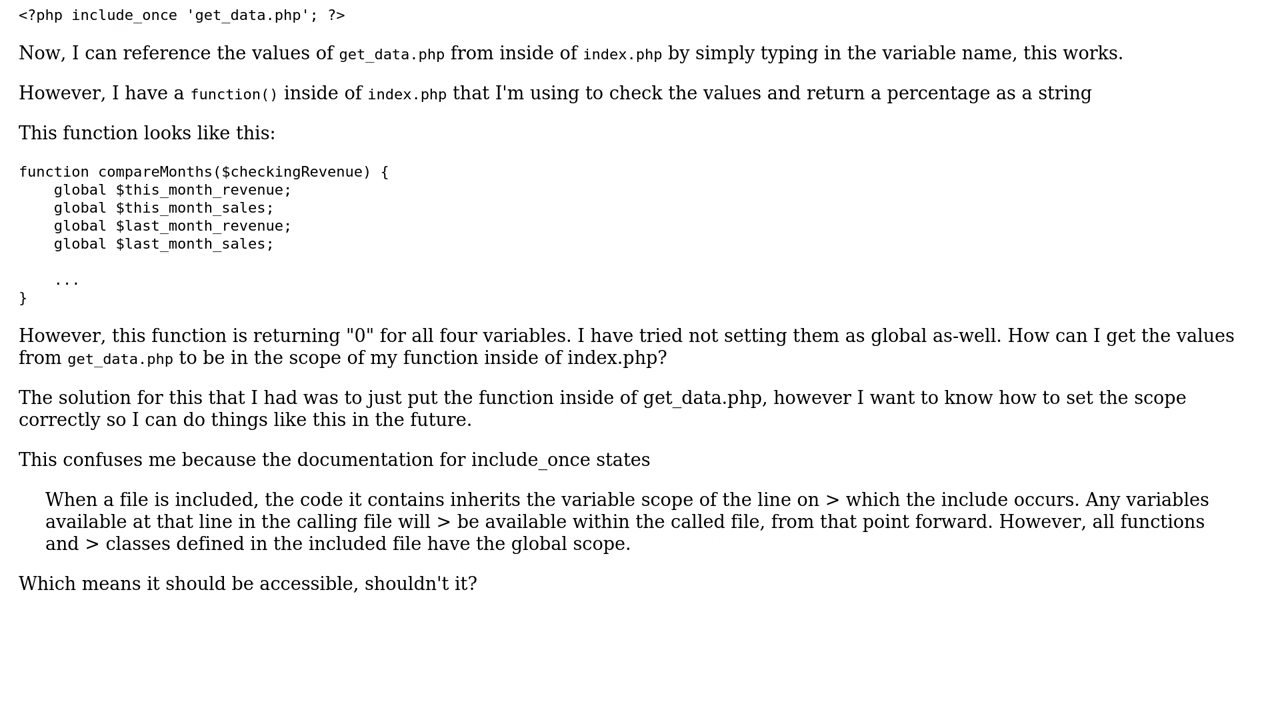 <?php include_once 'get_data.php'; ?>
Now, I can reference the values of get_data.php from inside of index.php by simply typing in the variable name, this works.
However, I have a function() inside of index.php that I'm using to check the values and return a percentage as a string
This function looks like this:
function compareMonths($checkingRevenue) {
    global $this_month_revenue;
    global $this_month_sales;
    global $last_month_revenue;
    global $last_month_sales;
    ...
}
However, this function is returning "0" for all four variables. I have tried not setting them as global as-well. How can I get the values
from get_data.php to be in the scope of my function inside of index.php?
The solution for this that I had was to just put the function inside of get_data.php, however I want to know how to set the scope
correctly so I can do things like this in the future.
This confuses me because the documentation for include_once states
When a file is included, the code it contains inherits the variable scope of the line on > which the include occurs. Any variables
available at that line in the calling file will > be available within the called file, from that point forward. However, all functions
and > classes defined in the included file have the global scope.
Which means it should be accessible, shouldn't it?